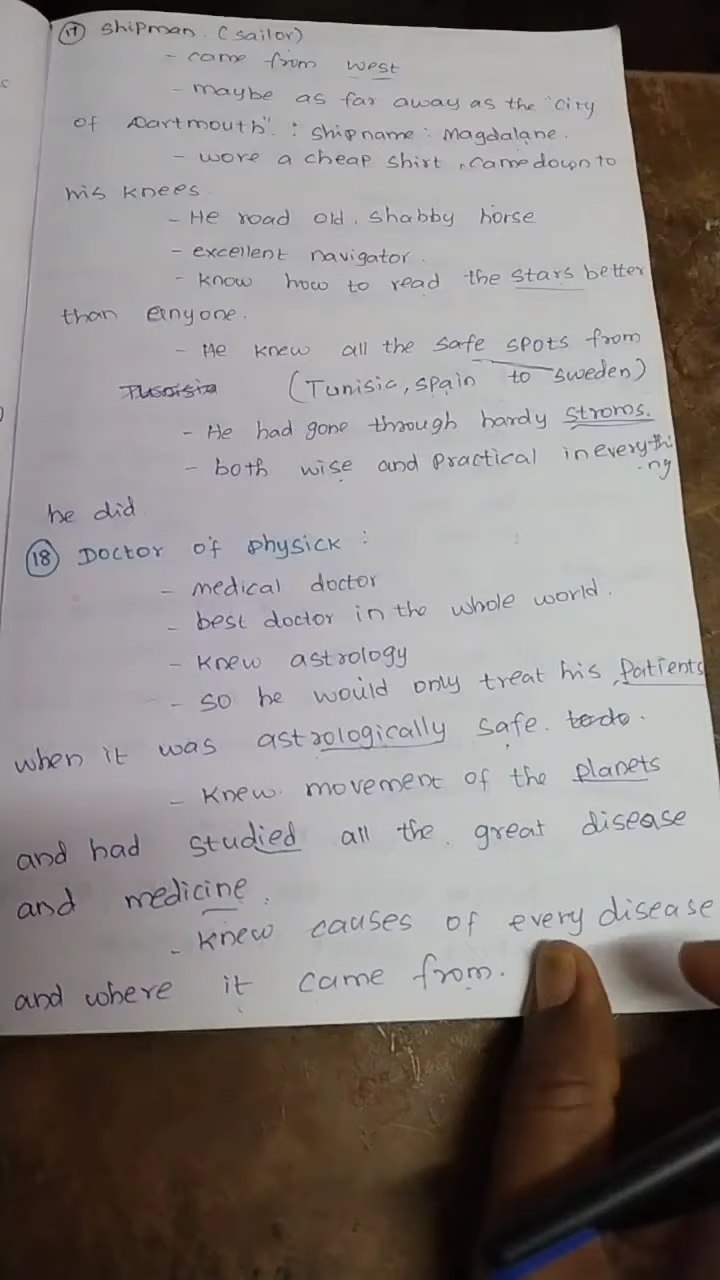 17 Shipman. (sailor)
- came from west
- maybe as far away as the "City
of Dartmouth" : shipname : Magdalane.
- wore a cheap shirt, came down to
his knees
- He road old, shabby horse
- excellent navigator.
- know how to read the stars better
than anyone.
- He knew all the safe spots from
(Tunisia, spain to sweden)
- He had gone through hardy stroms.
- both wise and practical in everythi
ng
he did
18 Doctor of physick :
- medical doctor
- best doctor in the whole world.
- knew astrology
- so he would only treat his patients
when it was astrologically safe. to do.
- knew movement of the planets
and had studied all the great disease
and medicine.
- knew causes of every disease
and where it came from.